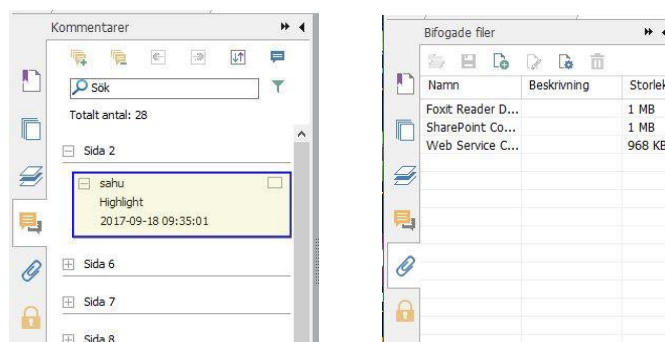 Kommentarer
Sök
Totalt antal: 28
Sida 2
sahu
Highlight
2017-09-18 09:35:01
Sida 6
Sida 7
Sida 8
Bifogade filer
Namn Beskrivning Storlek
Foxit Reader D... 1 MB
SharePoint Co... 1 MB
Web Service C... 968 KB